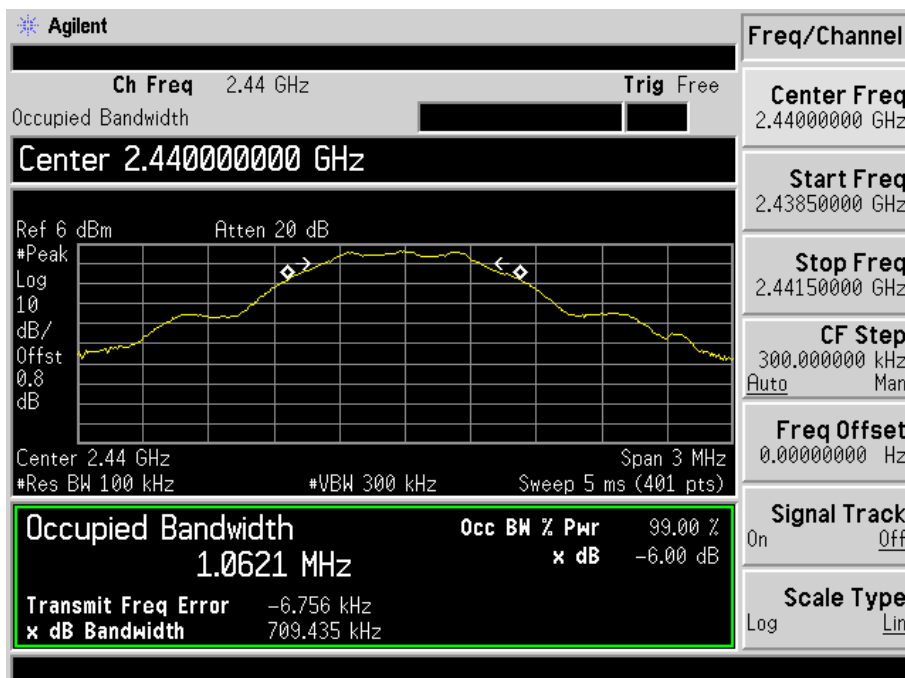 Agilent
Freq/Channel
Ch Freq 2.44 GHz Trig Free
Occupied Bandwidth
Center 2.440000000 GHz
Ref 6 dBm Atten 20 dB
#Peak
Log
10
dB/
Offst
0.8
dB
Center 2.44 GHz Span 3 MHz
#Res BW 100 kHz #VBW 300 kHz Sweep 5 ms (401 pts)
Occupied Bandwidth
1.0621 MHz
Occ BW % Pwr 99.00 %
x dB -6.00 dB
Transmit Freq Error -6.756 kHz
x dB Bandwidth 709.435 kHz
Center Freq
2.44000000 GHz
Start Freq
2.43850000 GHz
Stop Freq
2.44150000 GHz
CF Step
300.000000 kHz
Auto Man
Freq Offset
0.00000000 Hz
Signal Track
On Off
Scale Type
Log Lin